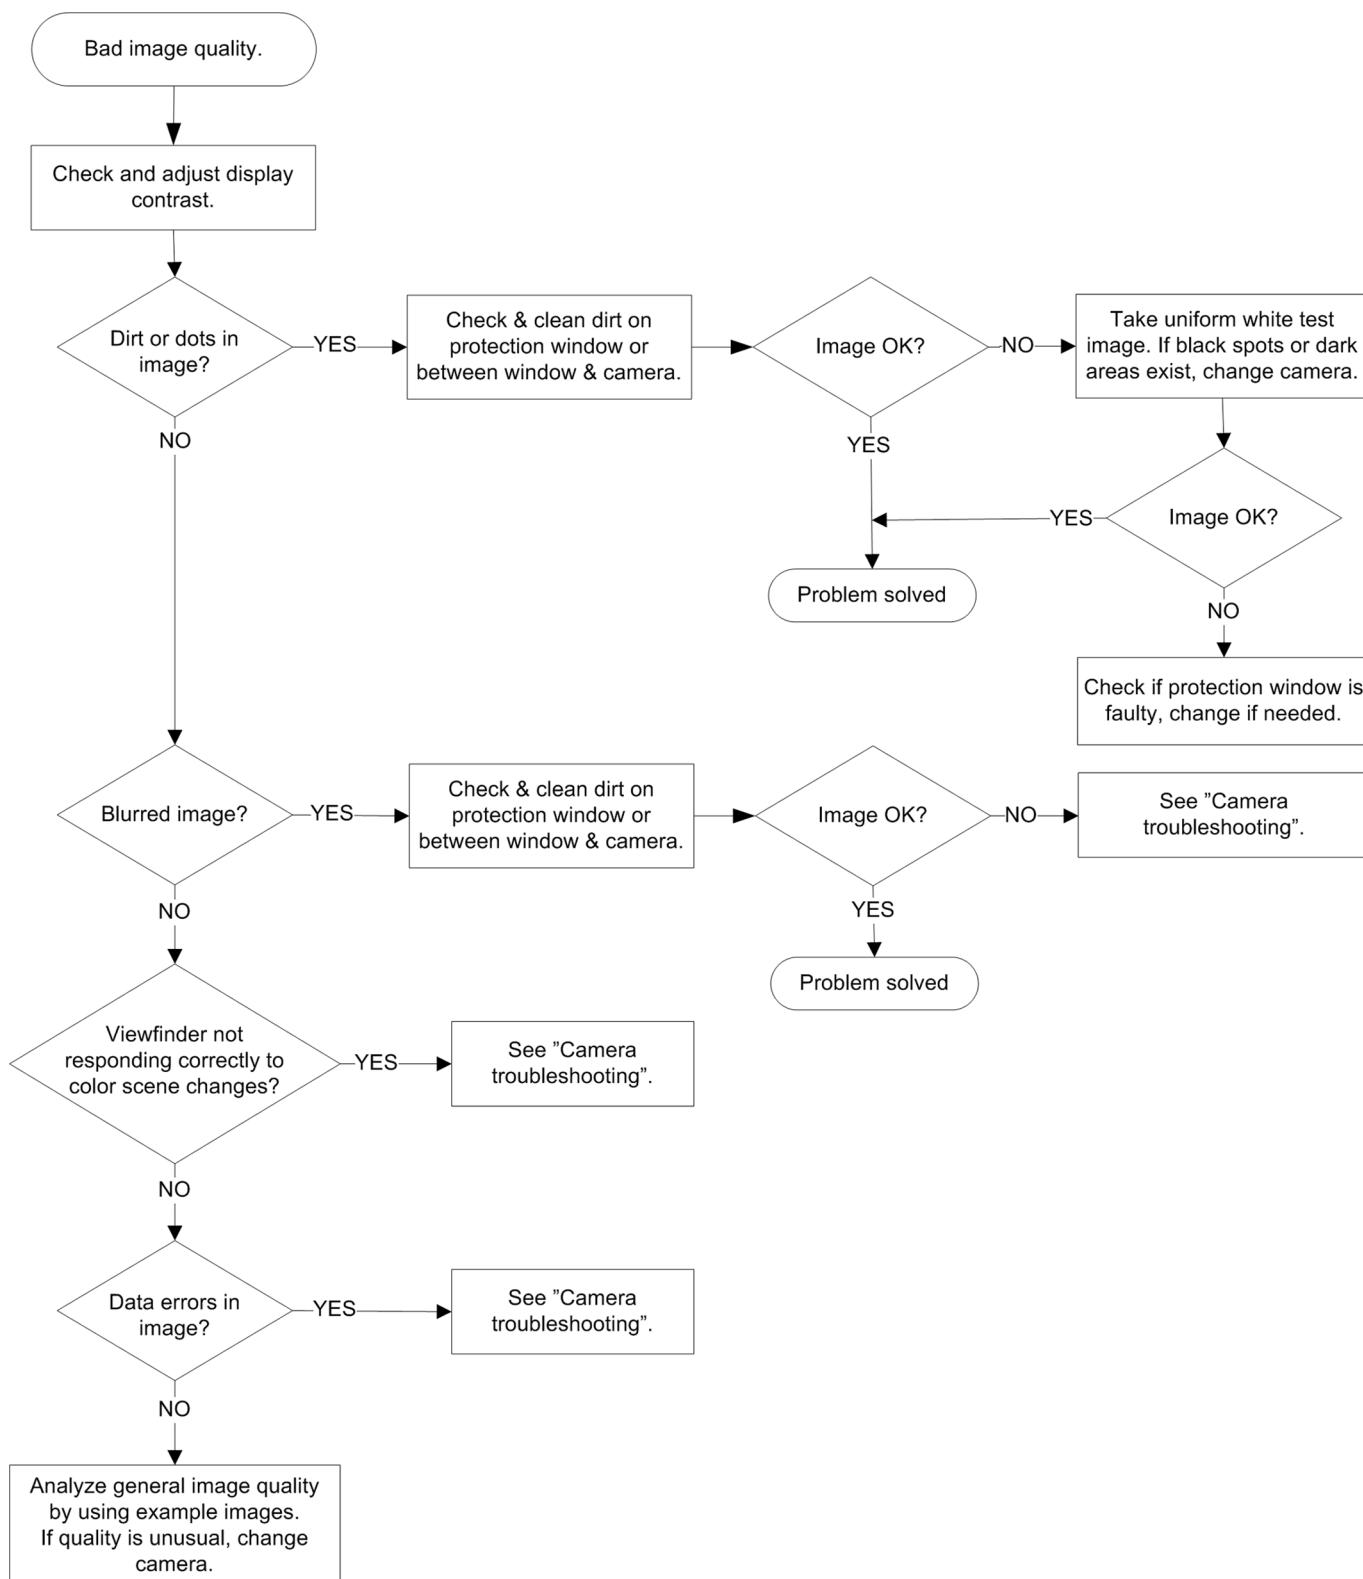 Bad image quality.
Check and adjust display
contrast.
Dirt or dots in
image?
YES
Check & clean dirt on
protection window or
between window & camera.
Image OK?
NO
Take uniform white test
image. If black spots or dark
areas exist, change camera.
NO
YES
YES
Image OK?
Problem solved
NO
Check if protection window is
faulty, change if needed.
Blurred image?
YES
Check & clean dirt on
protection window or
between window & camera.
Image OK?
NO
See ”Camera
troubleshooting”.
NO
YES
Problem solved
Viewfinder not
responding correctly to
color scene changes?
YES
See ”Camera
troubleshooting”.
NO
Data errors in
image?
YES
See ”Camera
troubleshooting”.
NO
Analyze general image quality
by using example images.
If quality is unusual, change
camera.